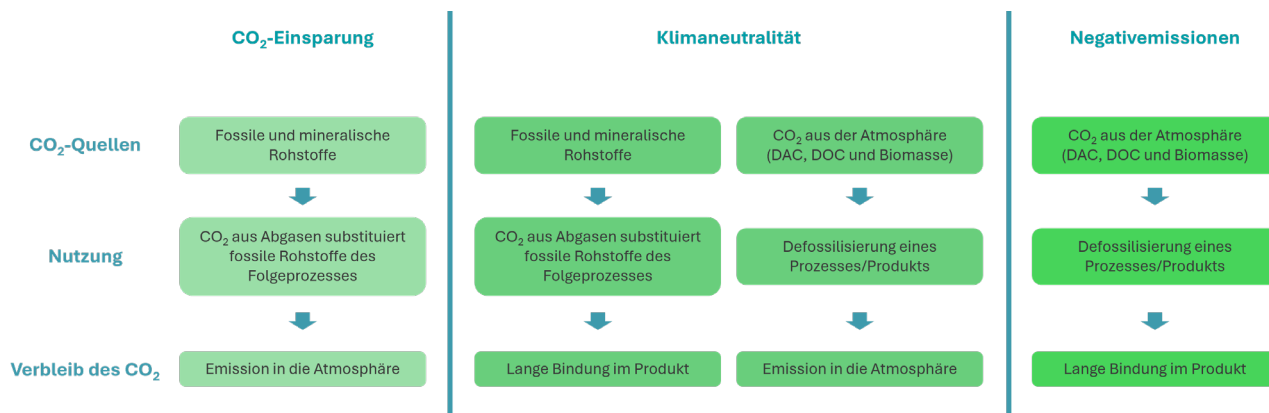 CO₂-Einsparung
Klimaneutralität
Negativemissionen
CO₂-Quellen
Fossile und mineralische
Rohstoffe
Fossile und mineralische
Rohstoffe
CO₂ aus der Atmosphäre
(DAC, DOC und Biomasse)
CO₂ aus der Atmosphäre
(DAC, DOC und Biomasse)
Nutzung
CO₂ aus Abgasen substituiert
fossile Rohstoffe des
Folgeprozesses
CO₂ aus Abgasen substituiert
fossile Rohstoffe des
Folgeprozesses
Defossilisierung eines
Prozesses/Produkts
Defossilisierung eines
Prozesses/Produkts
Verbleib des CO₂
Emission in die Atmosphäre
Lange Bindung im Produkt
Emission in die Atmosphäre
Lange Bindung im Produkt